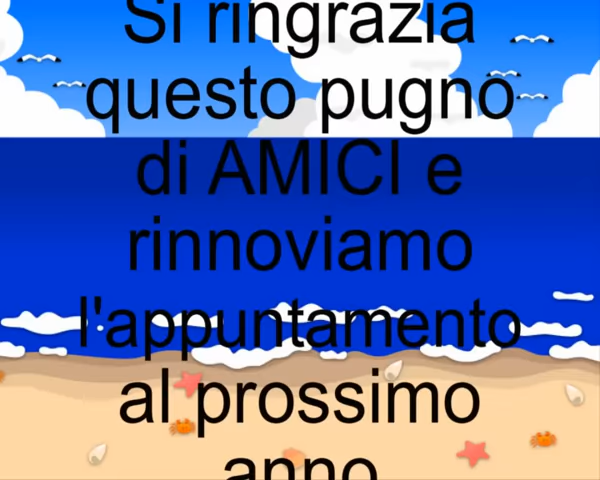 Si ringrazia
questo pugno
di AMICI e
rinnoviamo
l'appuntamento
al prossimo
anno